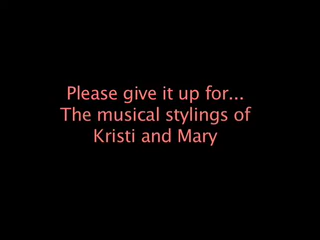 Please give it up for...
The musical stylings of
Kristi and Mary